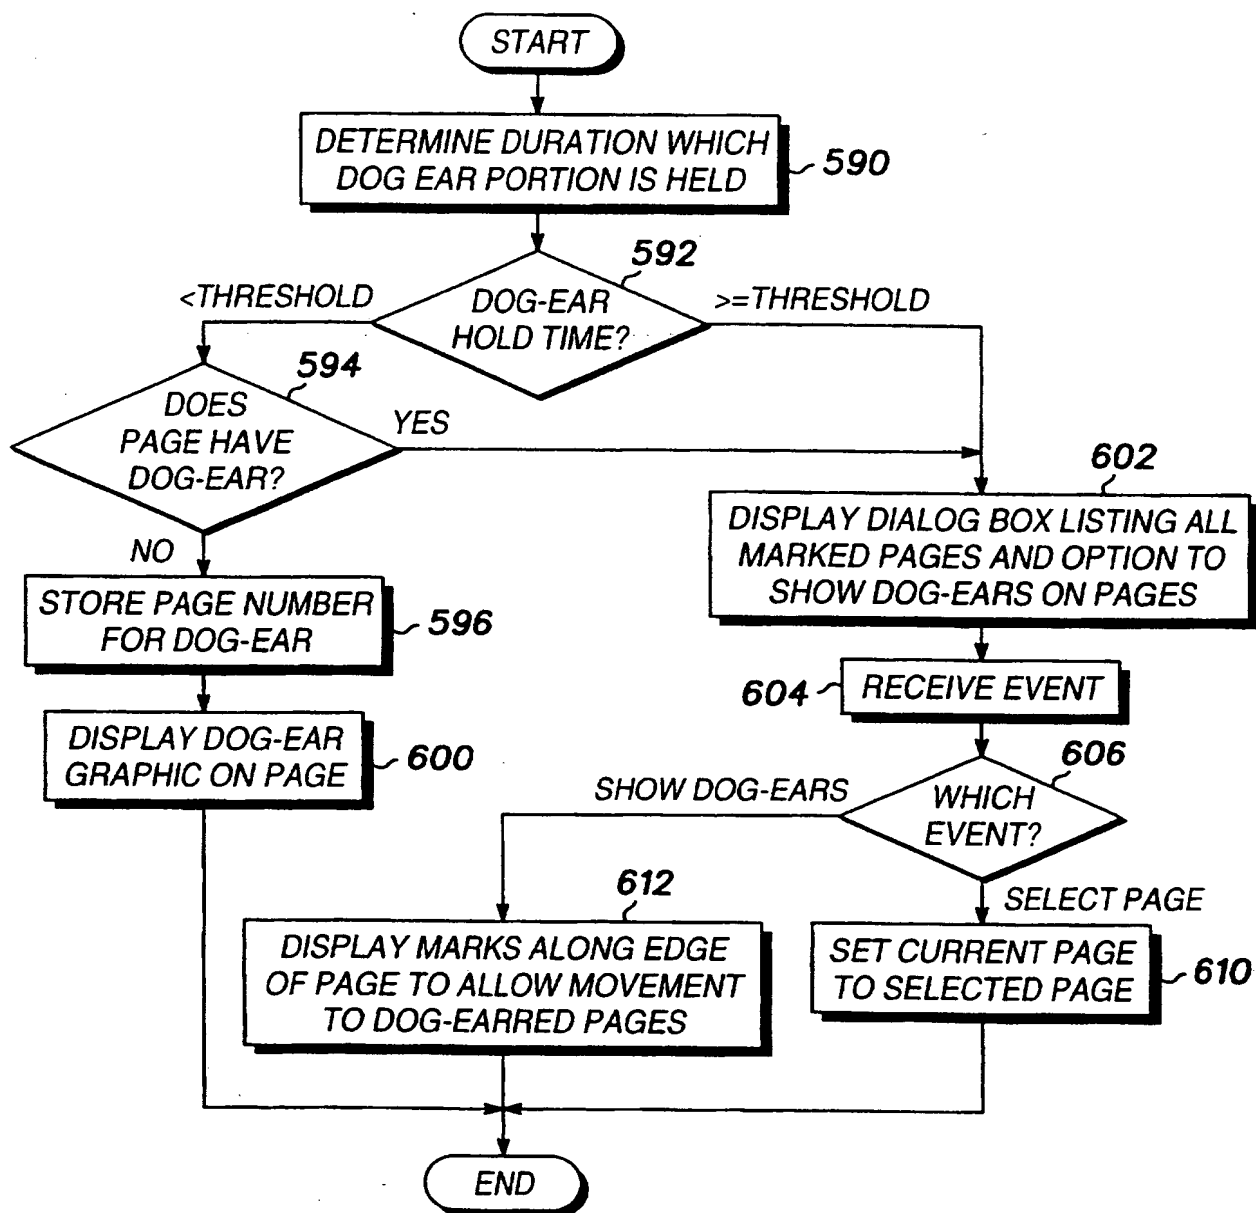 START
DETERMINE DURATION WHICH
DOG EAR PORTION IS HELD
590
592
<THRESHOLD
DOG-EAR
HOLD TIME?
>=THRESHOLD
594
DOES
PAGE HAVE
DOG-EAR?
YES
NO
602
DISPLAY DIALOG BOX LISTING ALL
MARKED PAGES AND OPTION TO
SHOW DOG-EARS ON PAGES
STORE PAGE NUMBER
FOR DOG-EAR
596
604
RECEIVE EVENT
DISPLAY DOG-EAR
GRAPHIC ON PAGE
600
606
SHOW DOG-EARS
WHICH
EVENT?
612
SELECT PAGE
DISPLAY MARKS ALONG EDGE
OF PAGE TO ALLOW MOVEMENT
TO DOG-EARRED PAGES
SET CURRENT PAGE
TO SELECTED PAGE
610
END